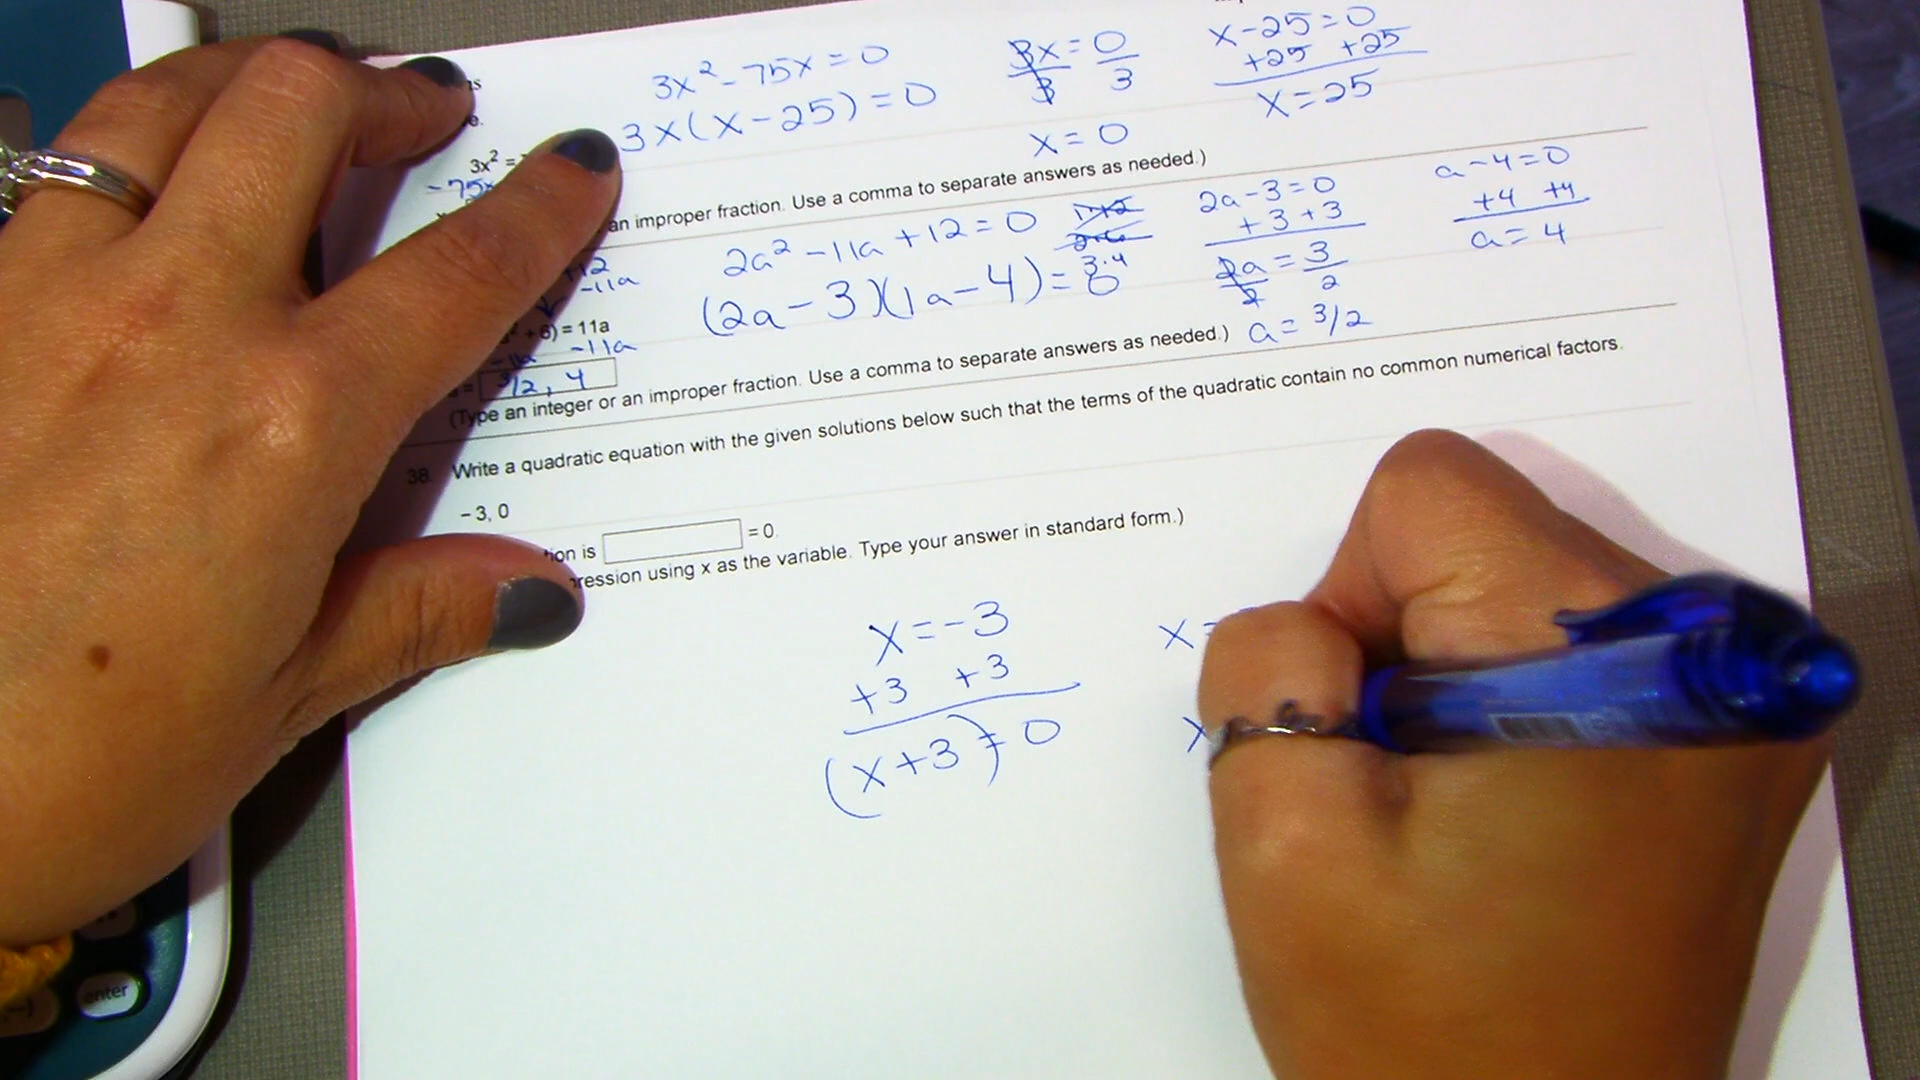 3x² - 75x = 0
3x(x - 25) = 0
3x = 0
3 3
x = 0
x - 25 = 0
+25 +25
x = 25
3x² =
- 75x
an improper fraction. Use a comma to separate answers as needed.)
+12
-11a
+ 6) = 11a
-11a -11a
3/2, 4
2a² - 11a + 12 = 0
(2a - 3)(1a - 4) = 0
3·4
2a - 3 = 0
+ 3 + 3
2a = 3
2 2
a = 3/2
a - 4 = 0
+4 +4
a = 4
(Type an integer or an improper fraction. Use a comma to separate answers as needed.)
38. Write a quadratic equation with the given solutions below such that the terms of the quadratic contain no common numerical factors.
- 3, 0
is = 0.
using x as the variable. Type your answer in standard form.)
x = -3
+3 +3
(x + 3) = 0
x =
x
enter